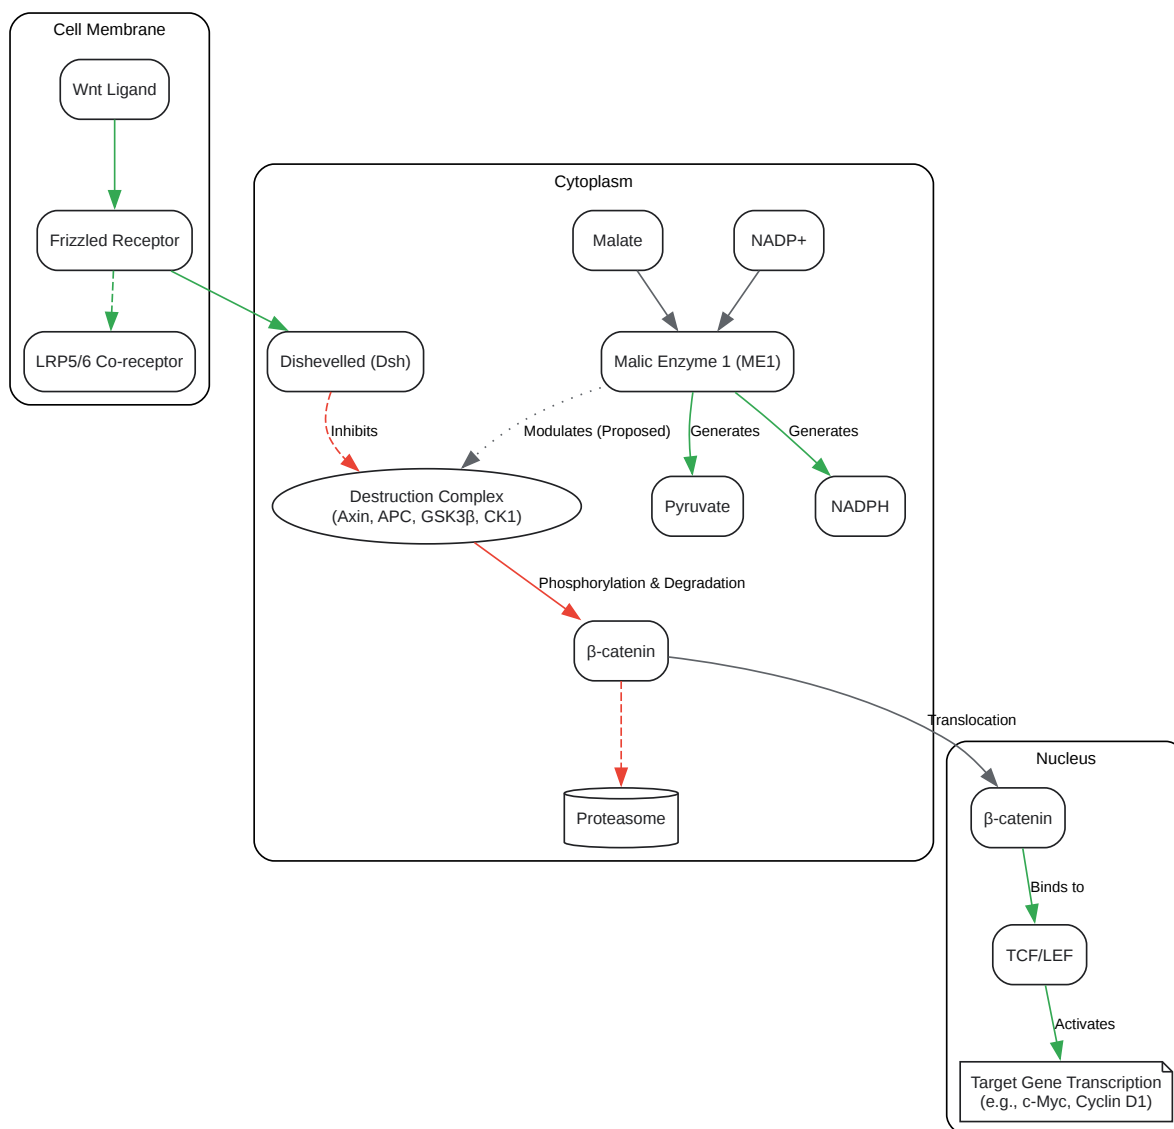 Cell Membrane
Wnt Ligand
Frizzled Receptor
LRP5/6 Co-receptor
Cytoplasm
Malate
NADP+
Dishevelled (Dsh)
Malic Enzyme 1 (ME1)
Inhibits
Modulates (Proposed)
Generates
Generates
Destruction Complex
(Axin, APC, GSK3β, CK1)
Pyruvate
NADPH
Phosphorylation & Degradation
β-catenin
Translocation
Proteasome
Nucleus
β-catenin
Binds to
TCF/LEF
Activates
Target Gene Transcription
(e.g., c-Myc, Cyclin D1)